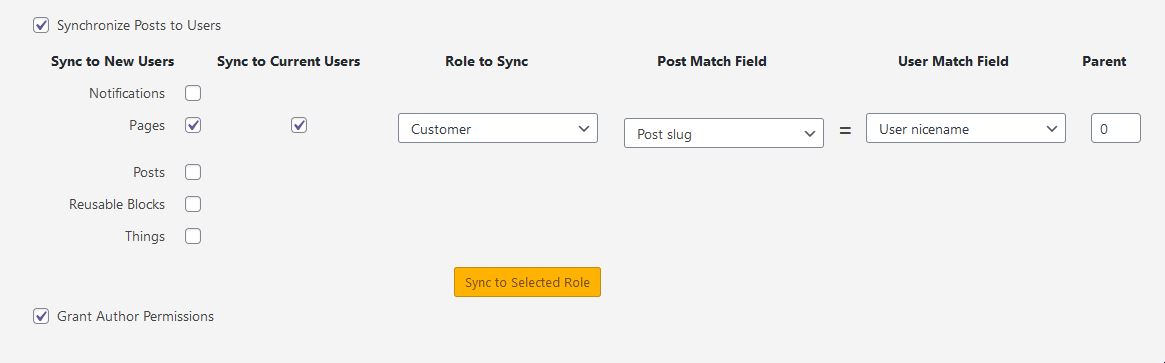 Synchronize Posts to Users
Sync to New Users Sync to Current Users Role to Sync Post Match Field User Match Field Parent
Notifications
Pages Customer Post slug = User nicename 0
Posts
Reusable Blocks
Things
Sync to Selected Role
Grant Author Permissions